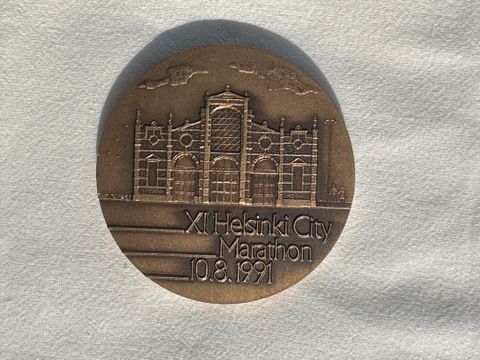 XI Helsinki City
Marathon
10.8.1991